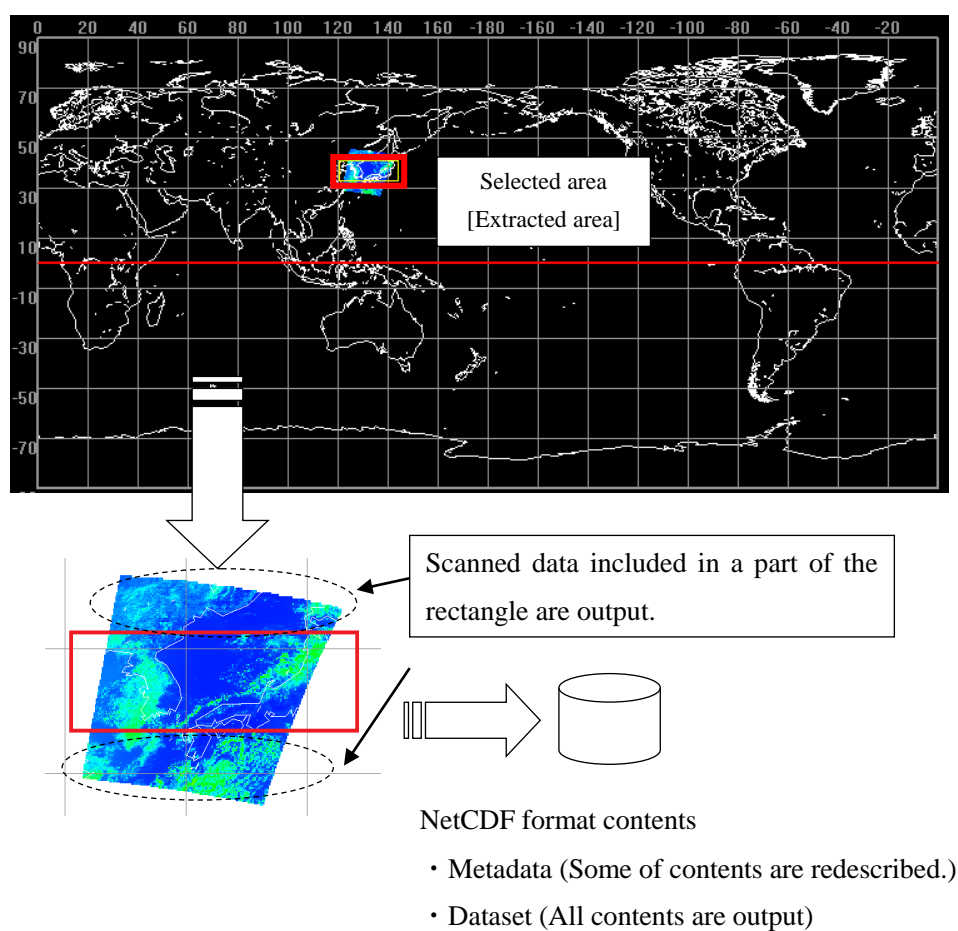 0 20 40 60 80 100 120 140 160 -180 -160 -140 -120 -100 -80 -60 -40 -20
90
70
50
30
10
-10
-30
-50
-70
Selected area
[Extracted area]
Scanned data included in a part of the
rectangle are output.
NetCDF format contents
・Metadata (Some of contents are redescribed.)
・Dataset (All contents are output)